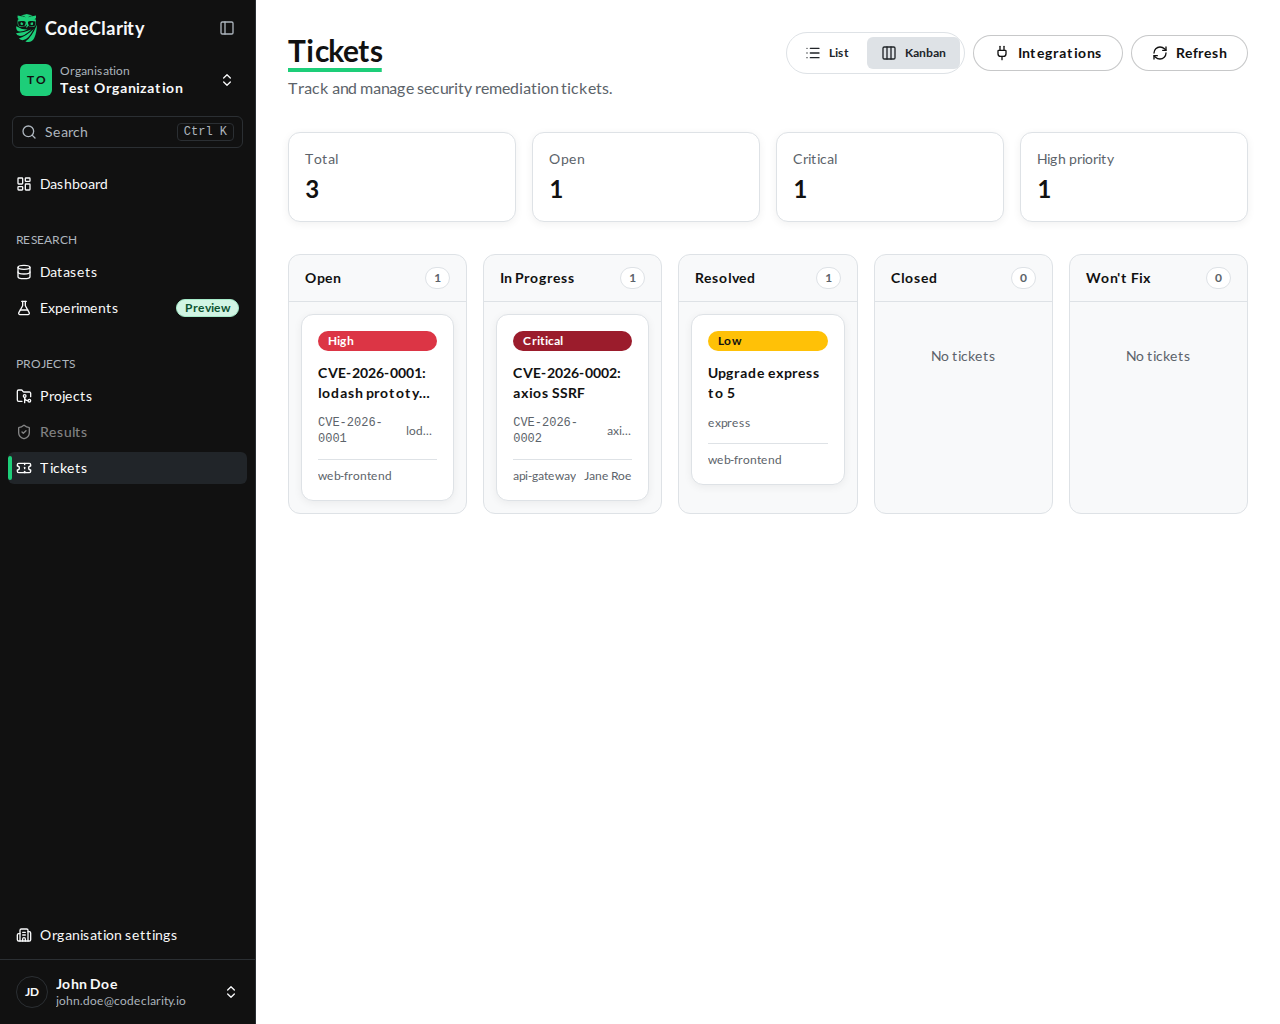 CodeClarity
TO
Organisation
Test Organization
Search
Ctrl K
Dashboard
RESEARCH
Datasets
Experiments
Preview
PROJECTS
Projects
Results
Tickets
Organisation settings
JD
John Doe
john.doe@codeclarity.io
Tickets
Track and manage security remediation tickets.
List
Kanban
Integrations
Refresh
Total
3
Open
1
Critical
1
High priority
1
Open
1
High
CVE-2026-0001:
lodash prototy...
CVE-2026-
0001
lod...
web-frontend
In Progress
1
Critical
CVE-2026-0002:
axios SSRF
CVE-2026-
0002
axi...
api-gateway
Jane Roe
Resolved
1
Low
Upgrade express
to 5
express
web-frontend
Closed
0
No tickets
Won't Fix
0
No tickets